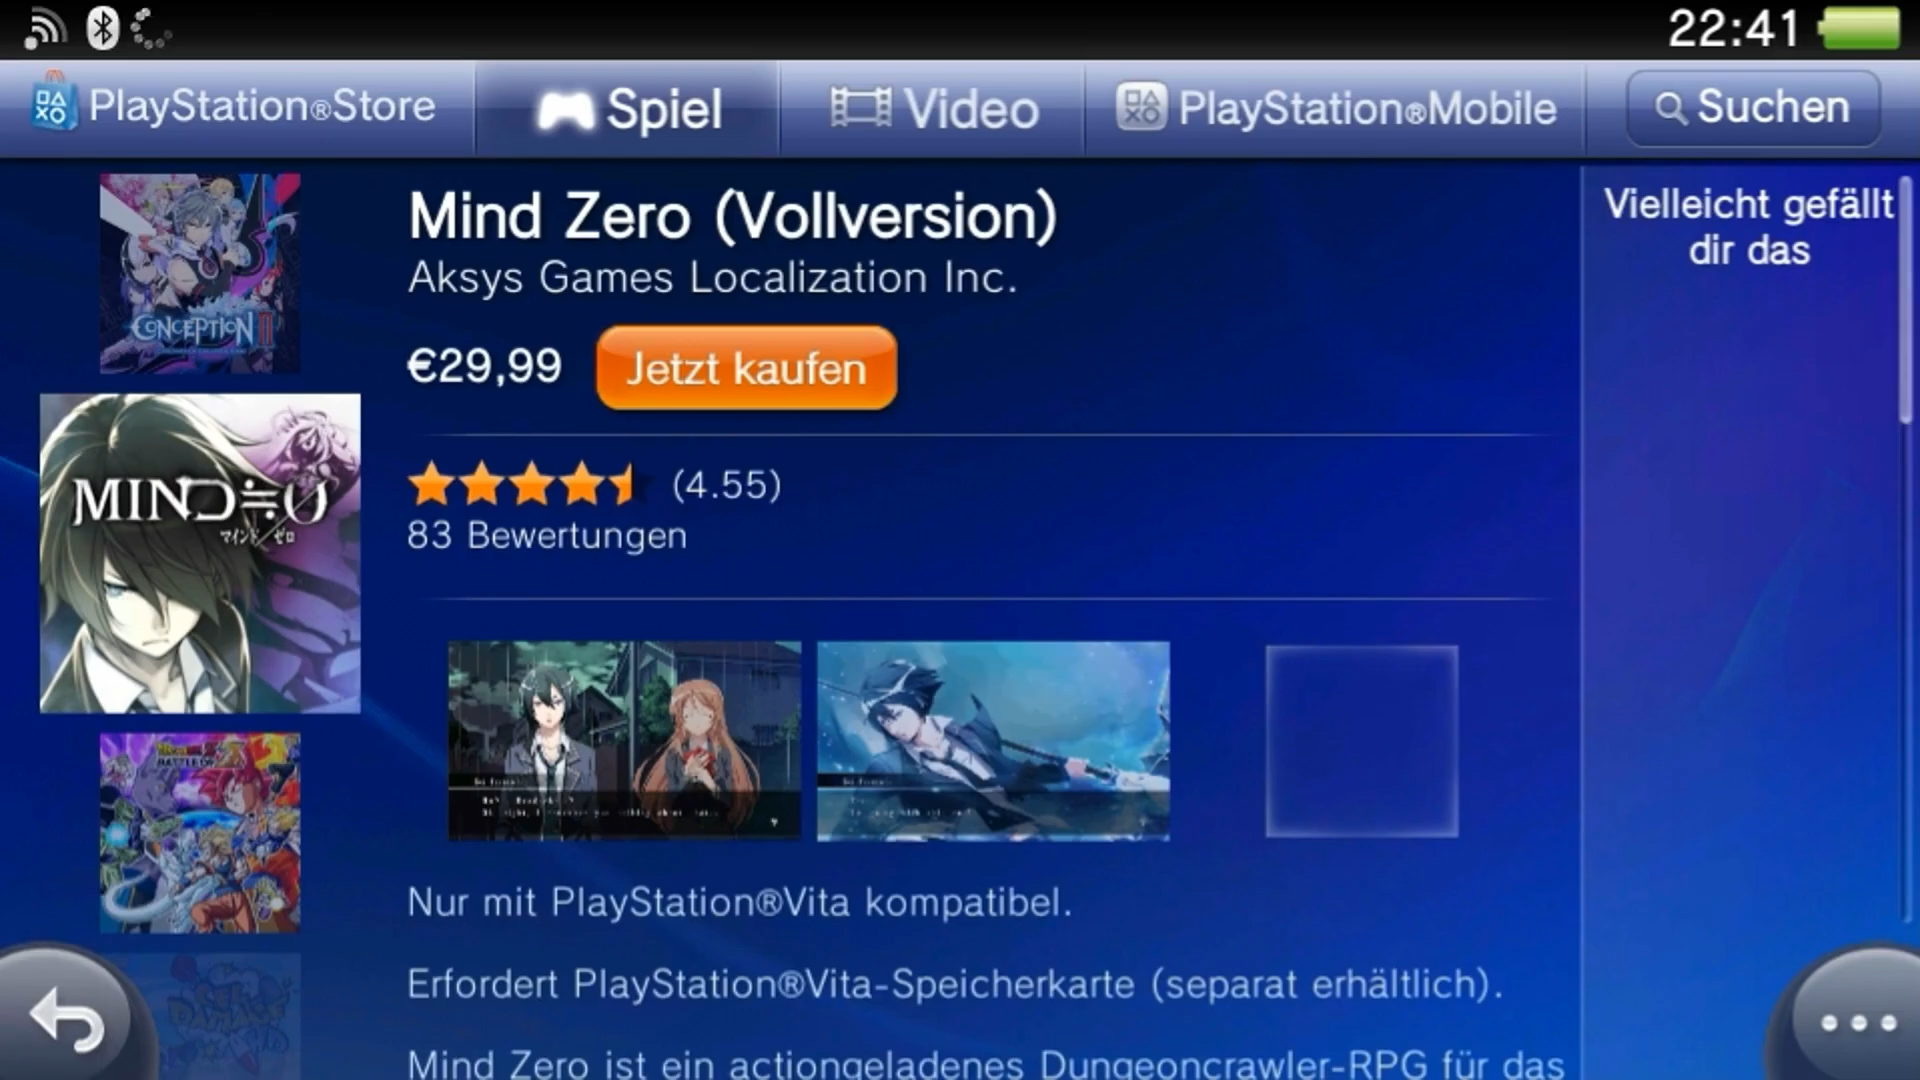 22:41
PlayStation®Store
Spiel
Video
PlayStation®Mobile
Suchen
CONCEPTION II
MIND≒0
マインド/ゼロ
BATTLE OF Z
Mind Zero (Vollversion)
Aksys Games Localization Inc.
€29,99
Jetzt kaufen
(4.55)
83 Bewertungen
Nur mit PlayStation®Vita kompatibel.
Erfordert PlayStation®Vita-Speicherkarte (separat erhältlich).
Mind Zero ist ein actiongeladenes Dungeoncrawler-RPG für das
Vielleicht gefällt
dir das